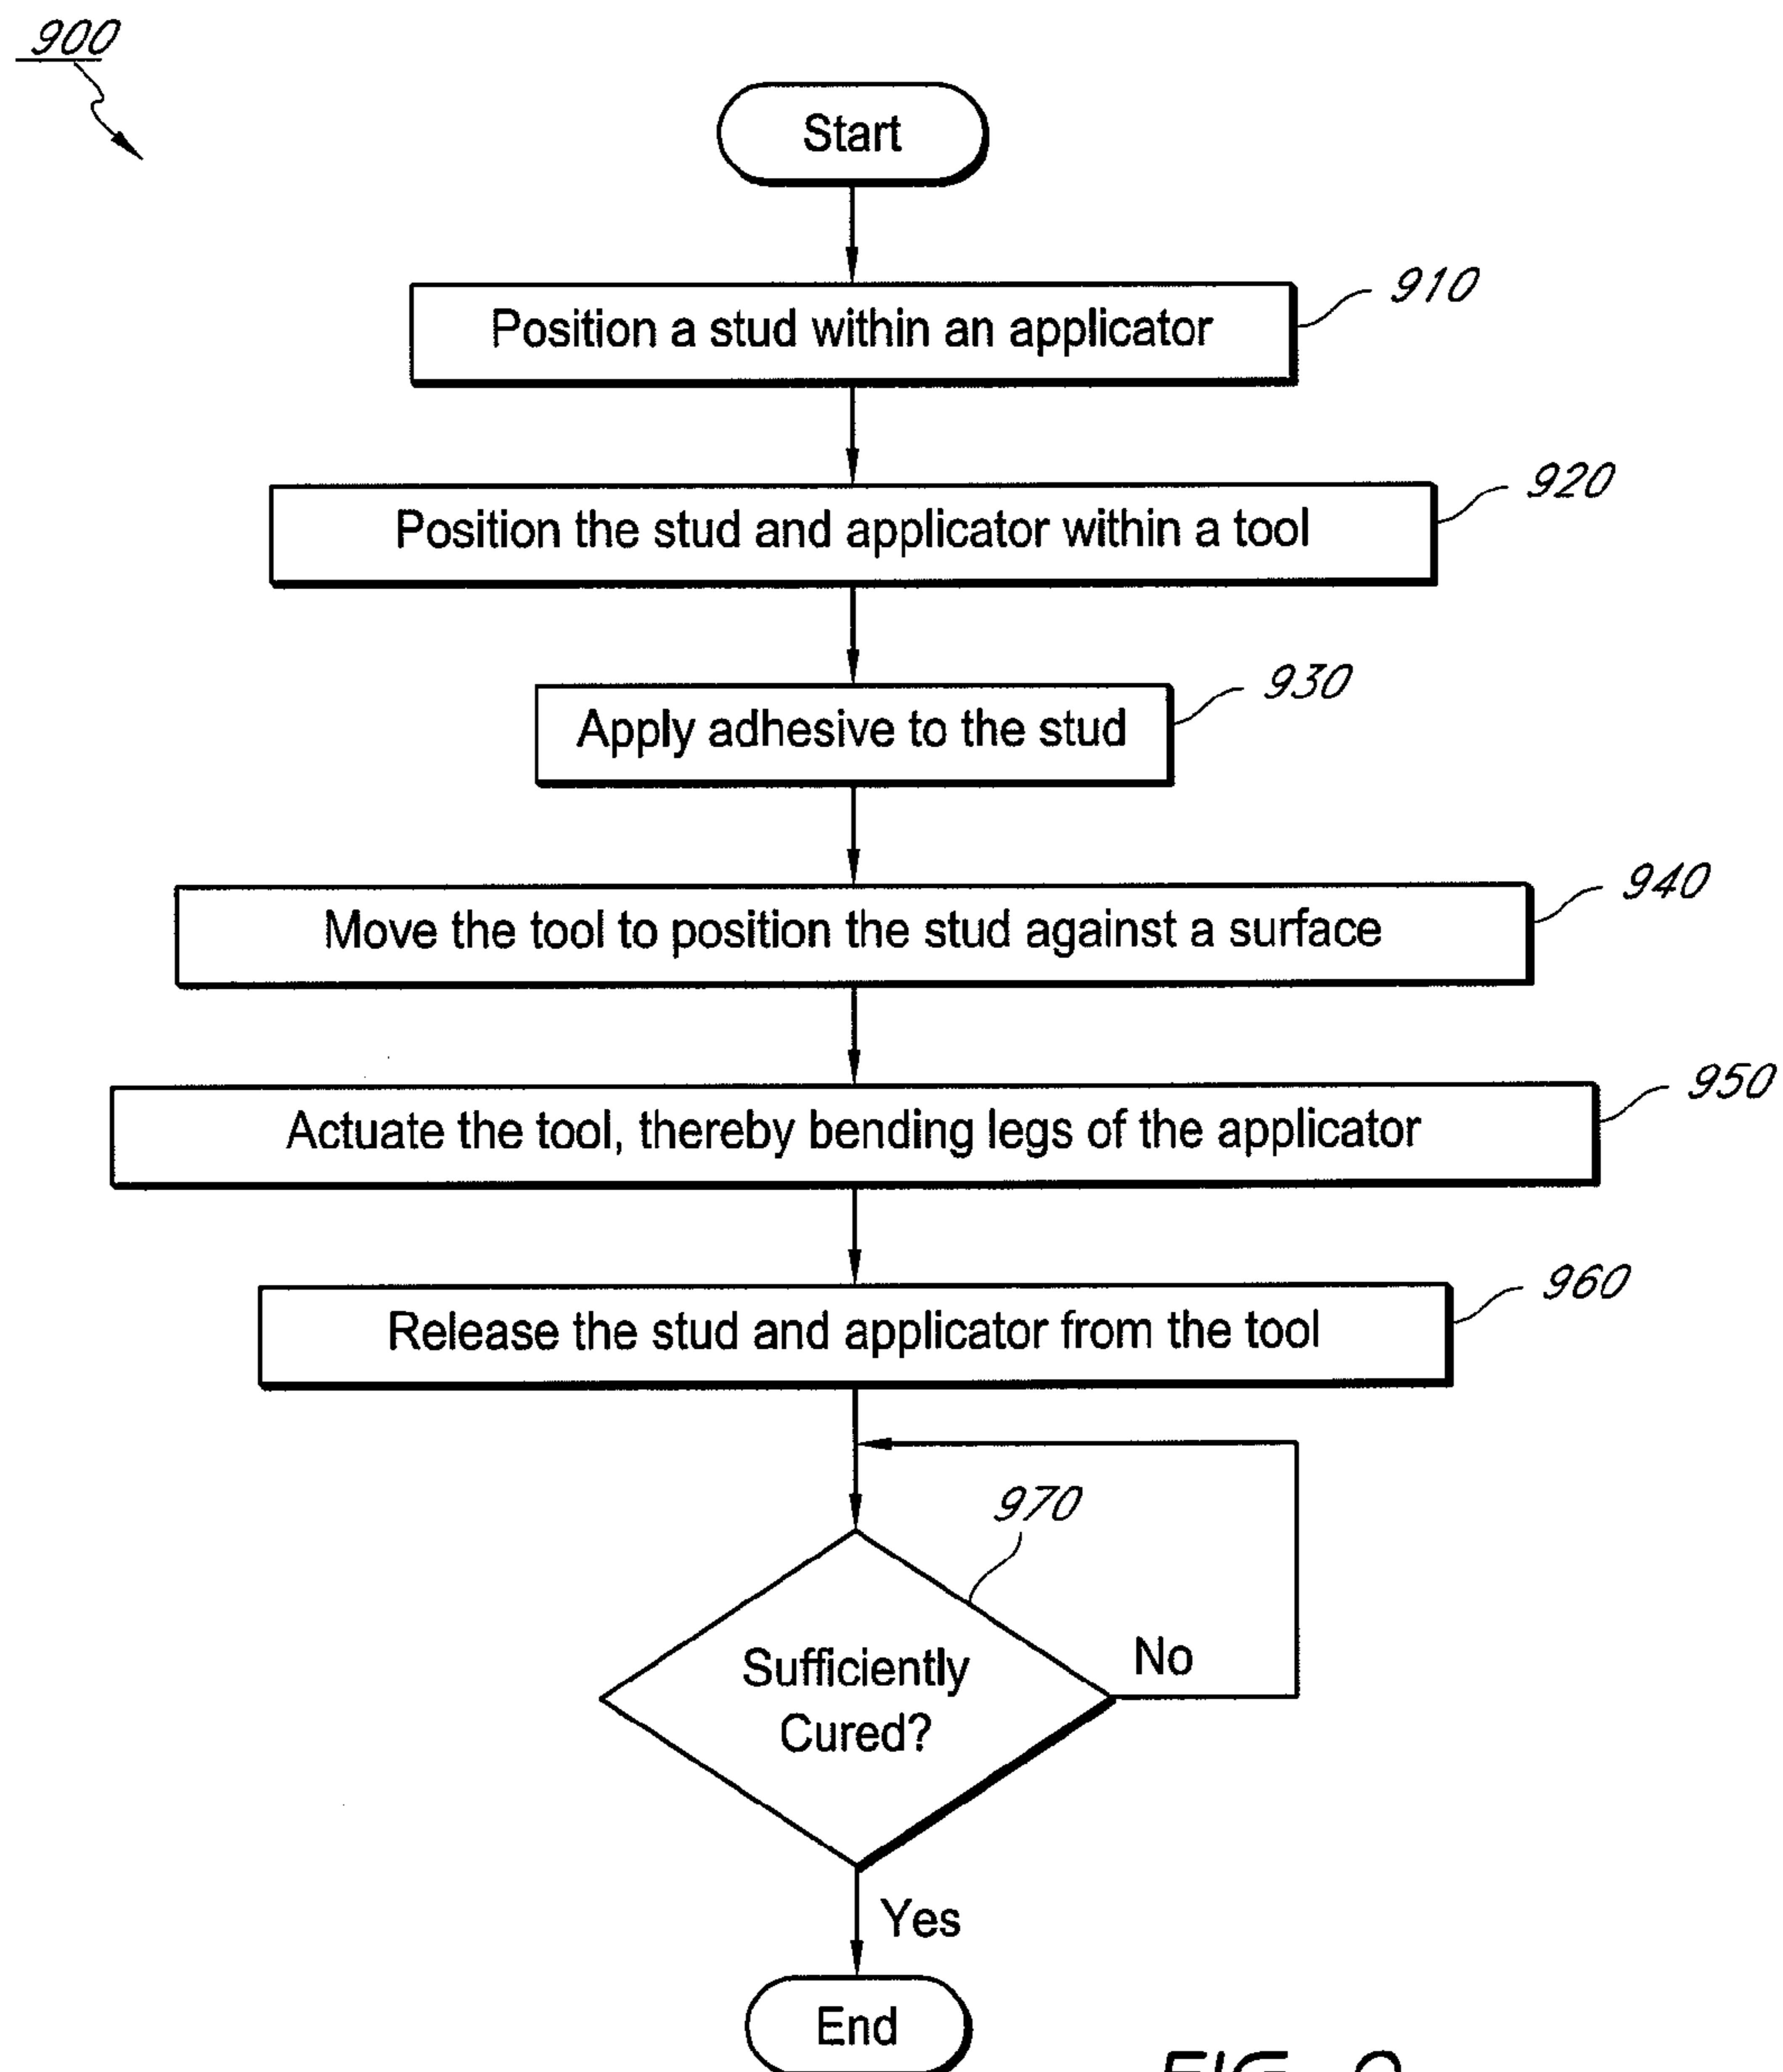 900
Start
Position a stud within an applicator
910
Position the stud and applicator within a tool
920
Apply adhesive to the stud
930
Move the tool to position the stud against a surface
940
Actuate the tool, thereby bending legs of the applicator
950
Release the stud and applicator from the tool
960
970
Sufficiently
Cured?
No
Yes
End